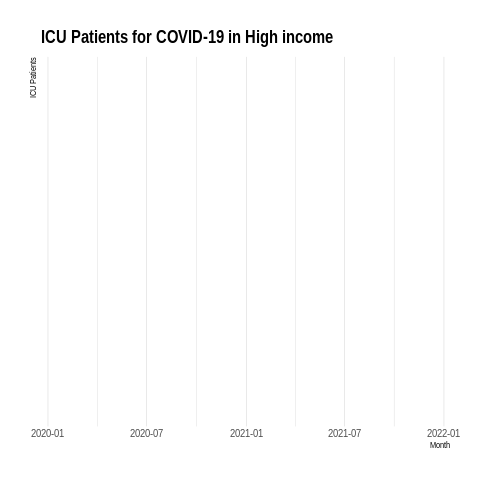 ICU Patients for COVID-19 in High income
ICU Patients
2020-01 2020-07 2021-01 2021-07 2022-01
Month